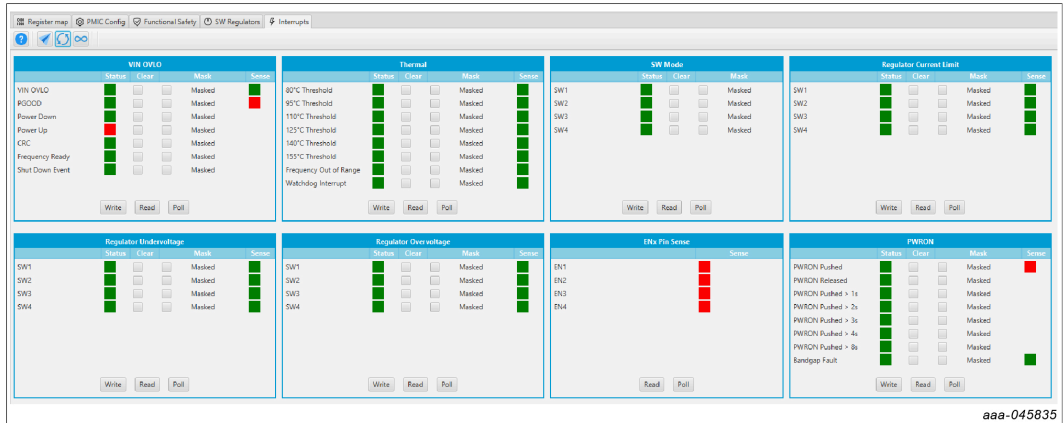 Register map PMIC Config Functional Safety SW Regulators Interrupts
VIN OVLO
Status Clear Mask Sense
VIN OVLO Masked
PGOOD Masked
Power Down Masked
Power Up Masked
CRC Masked
Frequency Ready Masked
Shut Down Event Masked
Write Read Poll
Thermal
Status Clear Mask Sense
80°C Threshold Masked
95°C Threshold Masked
110°C Threshold Masked
125°C Threshold Masked
140°C Threshold Masked
155°C Threshold Masked
Frequency Out of Range Masked
Watchdog Interrupt Masked
Write Read Poll
SW Mode
Status Clear Mask
SW1 Masked
SW2 Masked
SW3 Masked
SW4 Masked
Write Read Poll
Regulator Current Limit
Status Clear Mask Sense
SW1 Masked
SW2 Masked
SW3 Masked
SW4 Masked
Write Read Poll
Regulator Undervoltage
Status Clear Mask Sense
SW1 Masked
SW2 Masked
SW3 Masked
SW4 Masked
Write Read Poll
Regulator Overvoltage
Status Clear Mask Sense
SW1 Masked
SW2 Masked
SW3 Masked
SW4 Masked
Write Read Poll
ENx Pin Sense
Sense
EN1
EN2
EN3
EN4
Read Poll
PWRON
Status Clear Mask Sense
PWRON Pushed Masked
PWRON Released Masked
PWRON Pushed > 1s Masked
PWRON Pushed > 2s Masked
PWRON Pushed > 3s Masked
PWRON Pushed > 4s Masked
PWRON Pushed > 8s Masked
Bandgap Fault Masked
Write Read Poll
aaa-045835